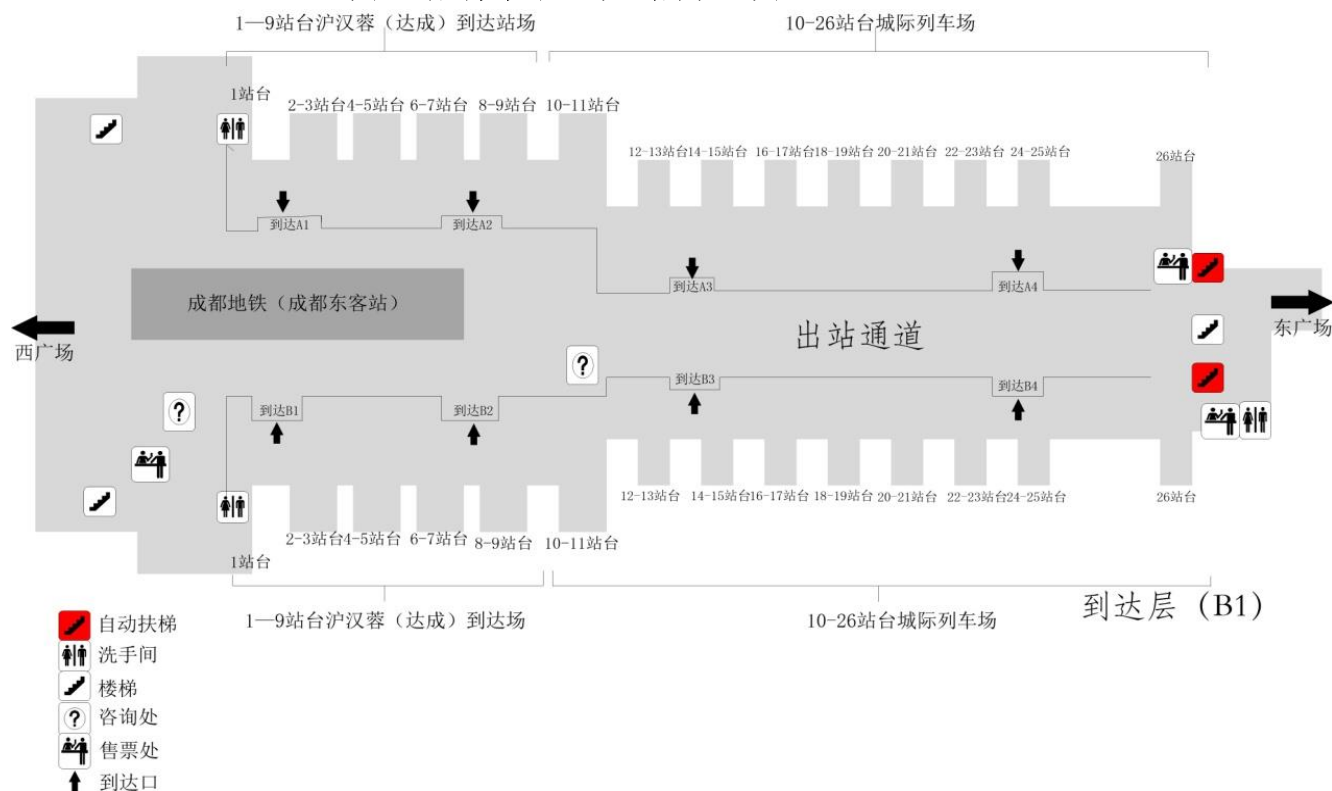 1—9站台沪汉蓉（达成）到达站场
10-26站台城际列车场
1站台
2-3站台
4-5站台
6-7站台
8-9站台
10-11站台
12-13站台
14-15站台
16-17站台
18-19站台
20-21站台
22-23站台
24-25站台
26站台
到达A1
到达A2
到达A3
到达A4
成都地铁（成都东客站）
出站通道
西广场
东广场
?
?
到达B1
到达B2
到达B3
到达B4
12-13站台
14-15站台
16-17站台
18-19站台
20-21站台
22-23站台
24-25站台
26站台
1站台
2-3站台
4-5站台
6-7站台
8-9站台
10-11站台
1—9站台沪汉蓉（达成）到达场
10-26站台城际列车场
到达层（B1）
自动扶梯
洗手间
楼梯
? 咨询处
售票处
到达口